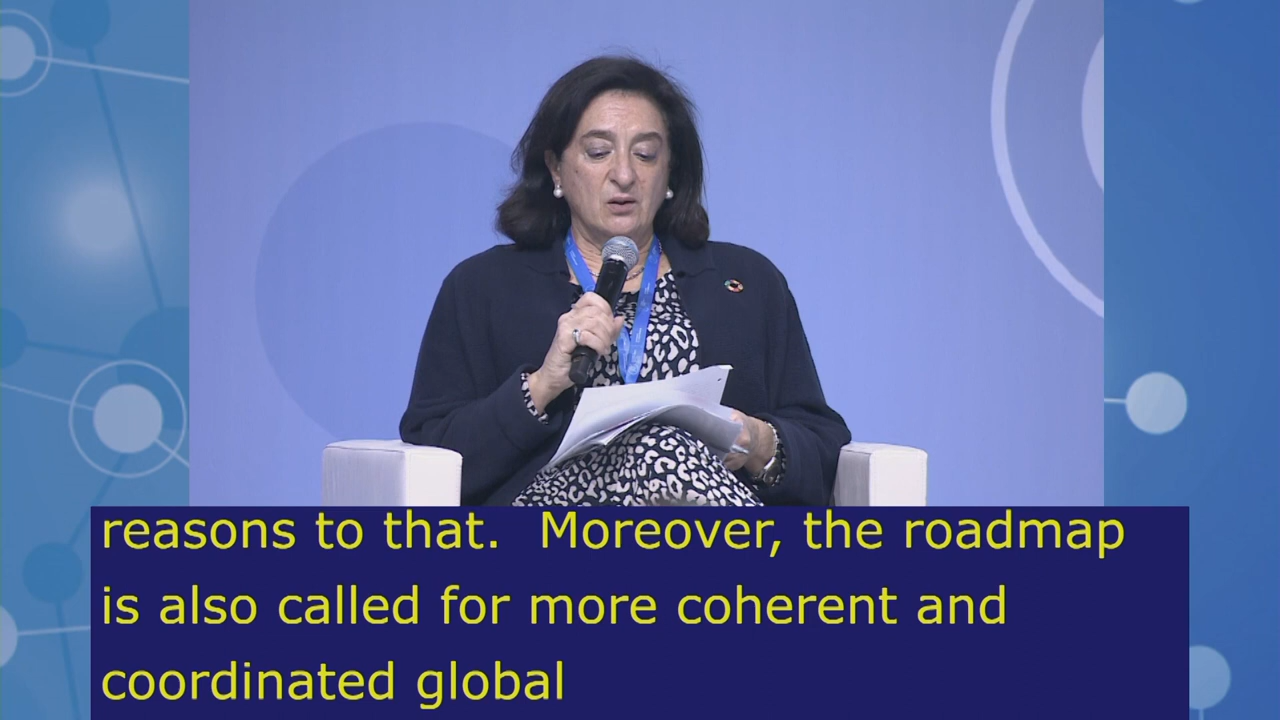 reasons to that.  Moreover, the roadmap
is also called for more coherent and
coordinated global